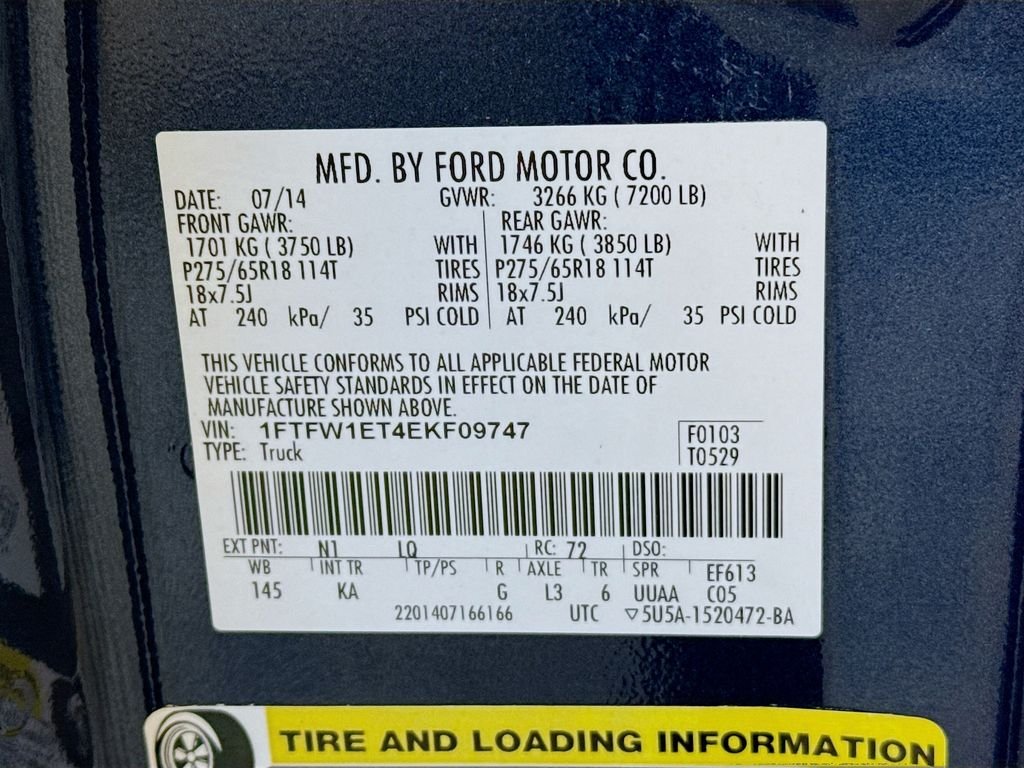 MFD. BY FORD MOTOR CO.
DATE: 07/14 GVWR: 3266 KG ( 7200 LB)
FRONT GAWR: REAR GAWR:
1701 KG ( 3750 LB) WITH 1746 KG ( 3850 LB) WITH
P275/65R18 114T TIRES P275/65R18 114T TIRES
18x7.5J RIMS 18x7.5J RIMS
AT 240 kPa/ 35 PSI COLD AT 240 kPa/ 35 PSI COLD
THIS VEHICLE CONFORMS TO ALL APPLICABLE FEDERAL MOTOR
VEHICLE SAFETY STANDARDS IN EFFECT ON THE DATE OF
MANUFACTURE SHOWN ABOVE.
VIN: 1FTFW1ET4EKF09747 F0103
TYPE: Truck T0529
EXT PNT: N1 LQ RC: 72 DSO:
WB INT TR TP/PS R AXLE TR SPR EF613
145 KA G L3 6 UUAA C05
2201407166166 UTC ▽5U5A-1520472-BA
TIRE AND LOADING INFORMATION